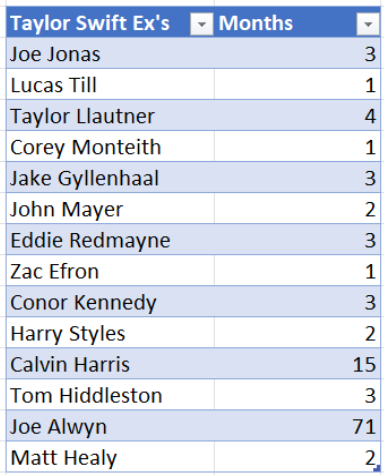 Taylor Swift Ex's Months
Joe Jonas 3
Lucas Till 1
Taylor Llautner 4
Corey Monteith 1
Jake Gyllenhaal 3
John Mayer 2
Eddie Redmayne 3
Zac Efron 1
Conor Kennedy 3
Harry Styles 2
Calvin Harris 15
Tom Hiddleston 3
Joe Alwyn 71
Matt Healy 2